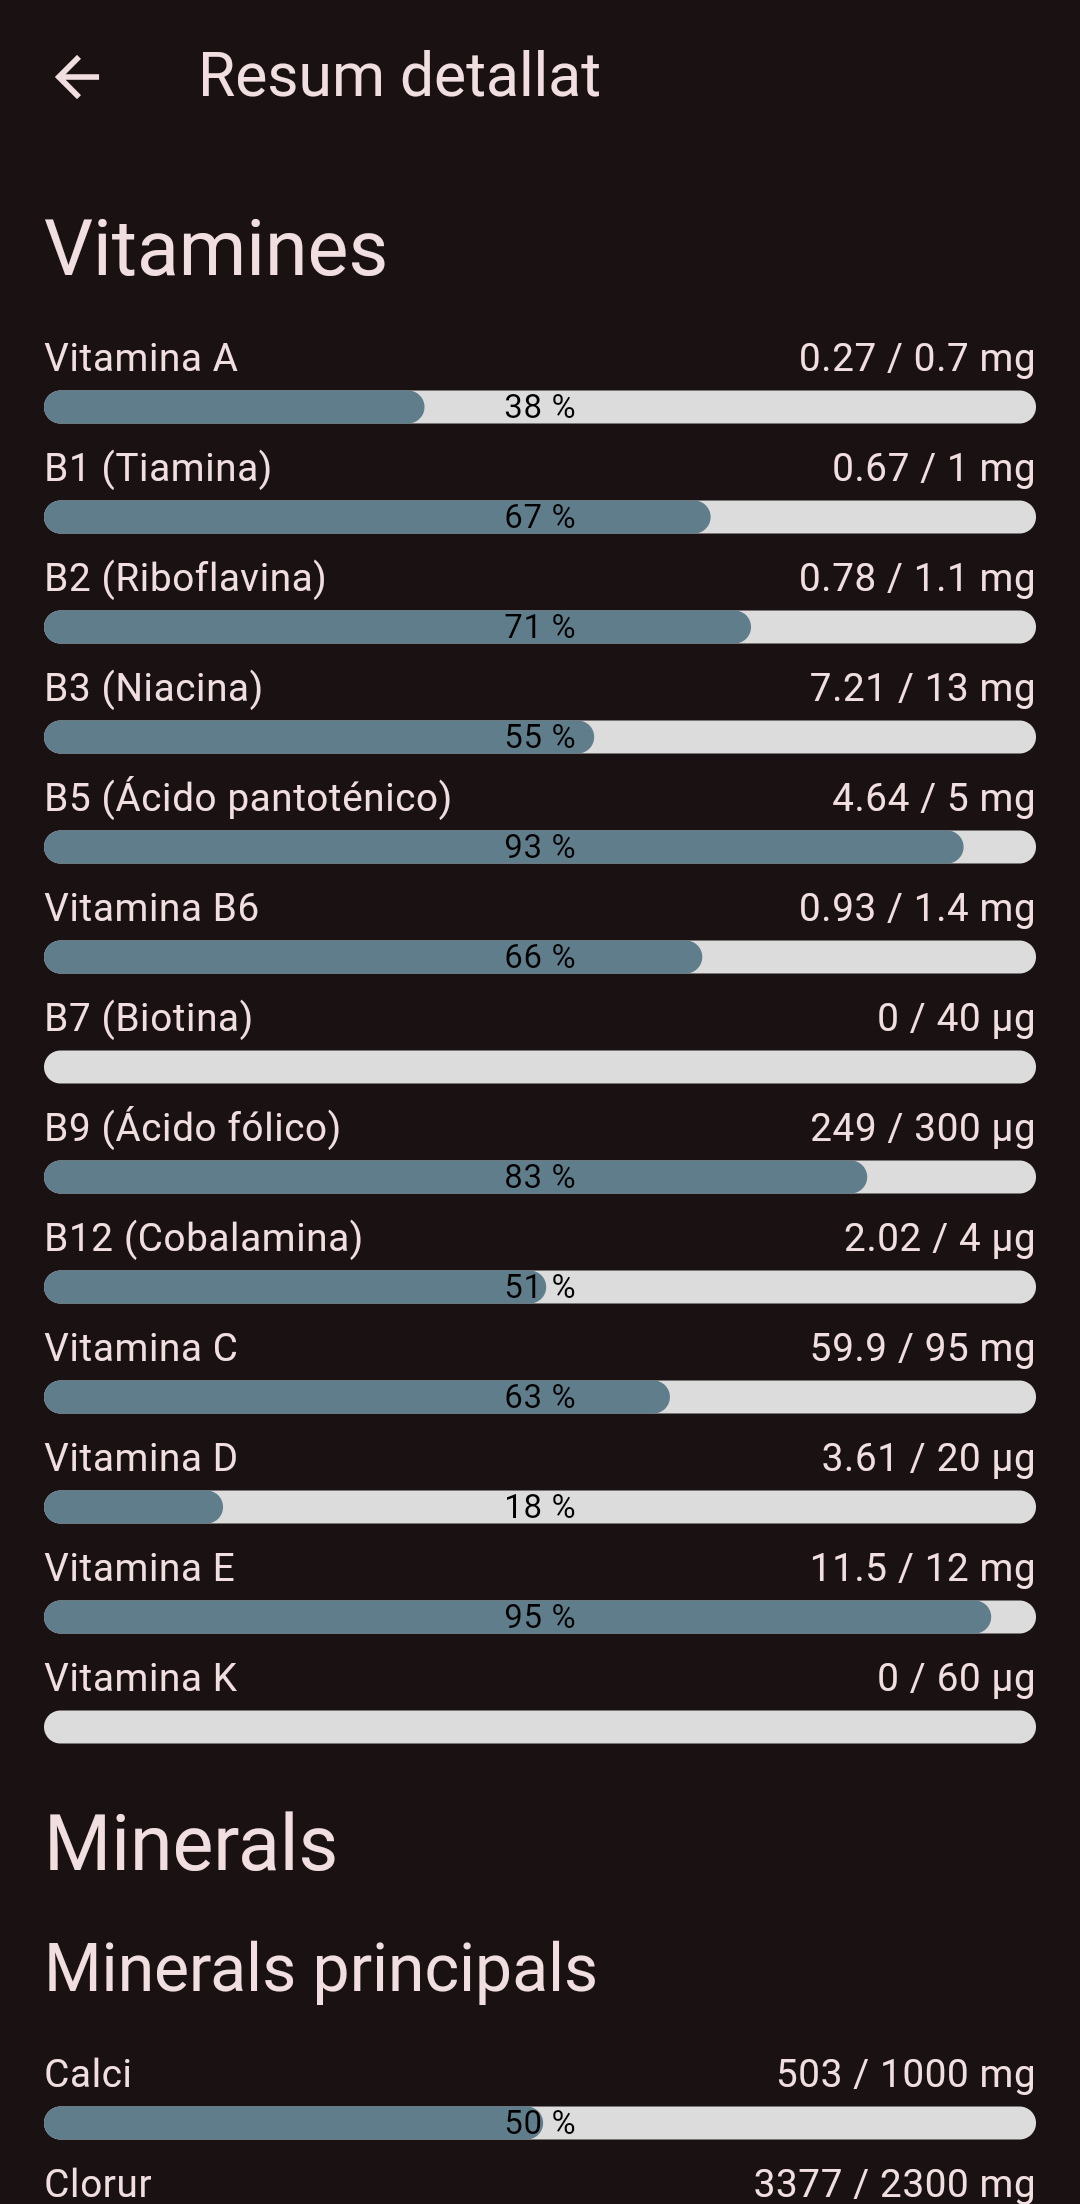 Resum detallat
Vitamines
Vitamina A 0.27 / 0.7 mg
38 %
B1 (Tiamina) 0.67 / 1 mg
67 %
B2 (Riboflavina) 0.78 / 1.1 mg
71 %
B3 (Niacina) 7.21 / 13 mg
55 %
B5 (Ácido pantoténico) 4.64 / 5 mg
93 %
Vitamina B6 0.93 / 1.4 mg
66 %
B7 (Biotina) 0 / 40 µg
B9 (Ácido fólico) 249 / 300 µg
83 %
B12 (Cobalamina) 2.02 / 4 µg
51 %
Vitamina C 59.9 / 95 mg
63 %
Vitamina D 3.61 / 20 µg
18 %
Vitamina E 11.5 / 12 mg
95 %
Vitamina K 0 / 60 µg
Minerals
Minerals principals
Calci 503 / 1000 mg
50 %
Clorur 3377 / 2300 mg